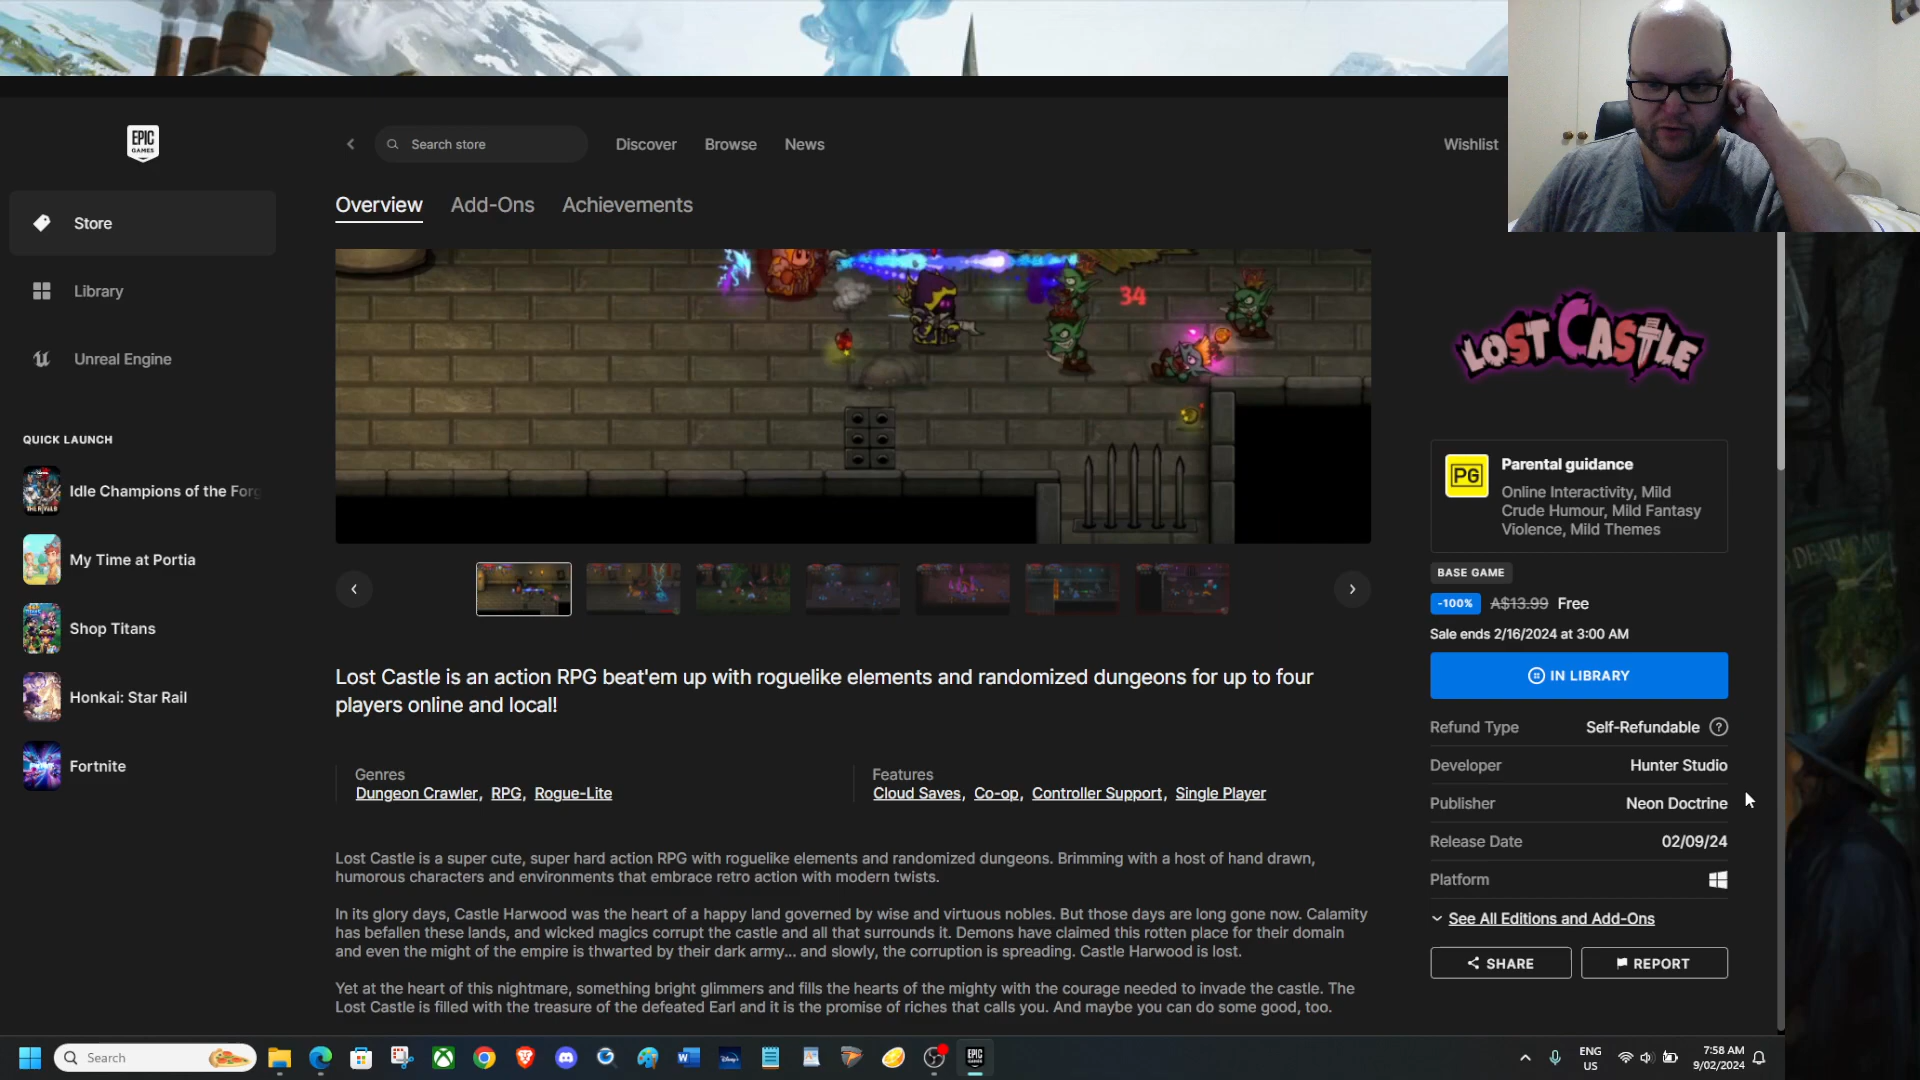 EPIC
GAMES
Search store
Discover
Browse
News
Wishlist
Store
Library
Unreal Engine
QUICK LAUNCH
Idle Champions of the Forg
My Time at Portia
Shop Titans
Honkai: Star Rail
Fortnite
Overview
Add-Ons
Achievements
34
Lost Castle is an action RPG beat'em up with roguelike elements and randomized dungeons for up to four
players online and local!
Genres
Dungeon Crawler, RPG, Rogue-Lite
Features
Cloud Saves, Co-op, Controller Support, Single Player
Lost Castle is a super cute, super hard action RPG with roguelike elements and randomized dungeons. Brimming with a host of hand drawn,
humorous characters and environments that embrace retro action with modern twists.
In its glory days, Castle Harwood was the heart of a happy land governed by wise and virtuous nobles. But those days are long gone now. Calamity
has befallen these lands, and wicked magics corrupt the castle and all that surrounds it. Demons have claimed this rotten place for their domain
and even the might of the empire is thwarted by their dark army... and slowly, the corruption is spreading. Castle Harwood is lost.
Yet at the heart of this nightmare, something bright glimmers and fills the hearts of the mighty with the courage needed to invade the castle. The
Lost Castle is filled with the treasure of the defeated Earl and it is the promise of riches that calls you. And maybe you can do some good, too.
LOST CASTLE
PG
Parental guidance
Online Interactivity, Mild
Crude Humour, Mild Fantasy
Violence, Mild Themes
BASE GAME
-100% A$13.99 Free
Sale ends 2/16/2024 at 3:00 AM
IN LIBRARY
Refund Type Self-Refundable ?
Developer Hunter Studio
Publisher Neon Doctrine
Release Date 02/09/24
Platform
See All Editions and Add-Ons
SHARE
REPORT
Search
EPIC
GAMES
ENG
US
7:58 AM
9/02/2024